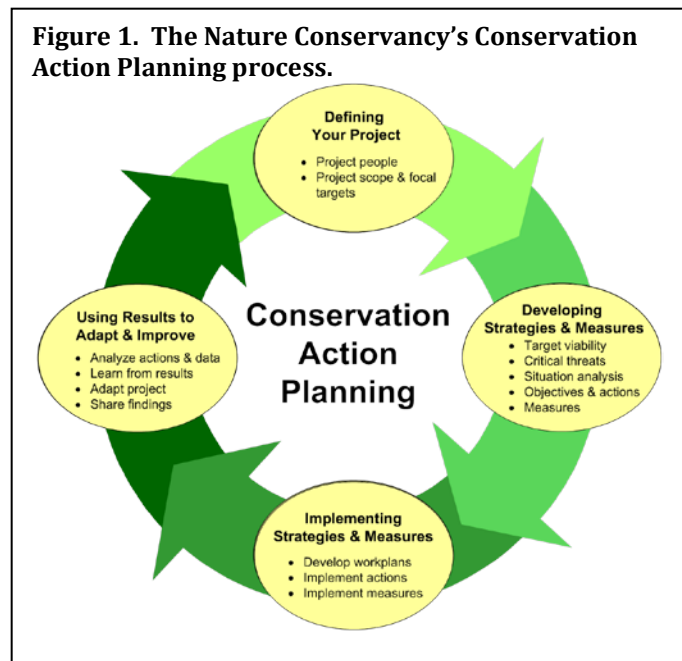 Figure 1.  The Nature Conservancy's Conservation
Action Planning process.
Defining
Your Project
• Project people
• Project scope & focal
targets
Developing
Strategies & Measures
• Target viability
• Critical threats
• Situation analysis
• Objectives & actions
• Measures
Implementing
Strategies & Measures
• Develop workplans
• Implement actions
• Implement measures
Using Results to
Adapt & Improve
• Analyze actions & data
• Learn from results
• Adapt project
• Share findings
Conservation
Action
Planning